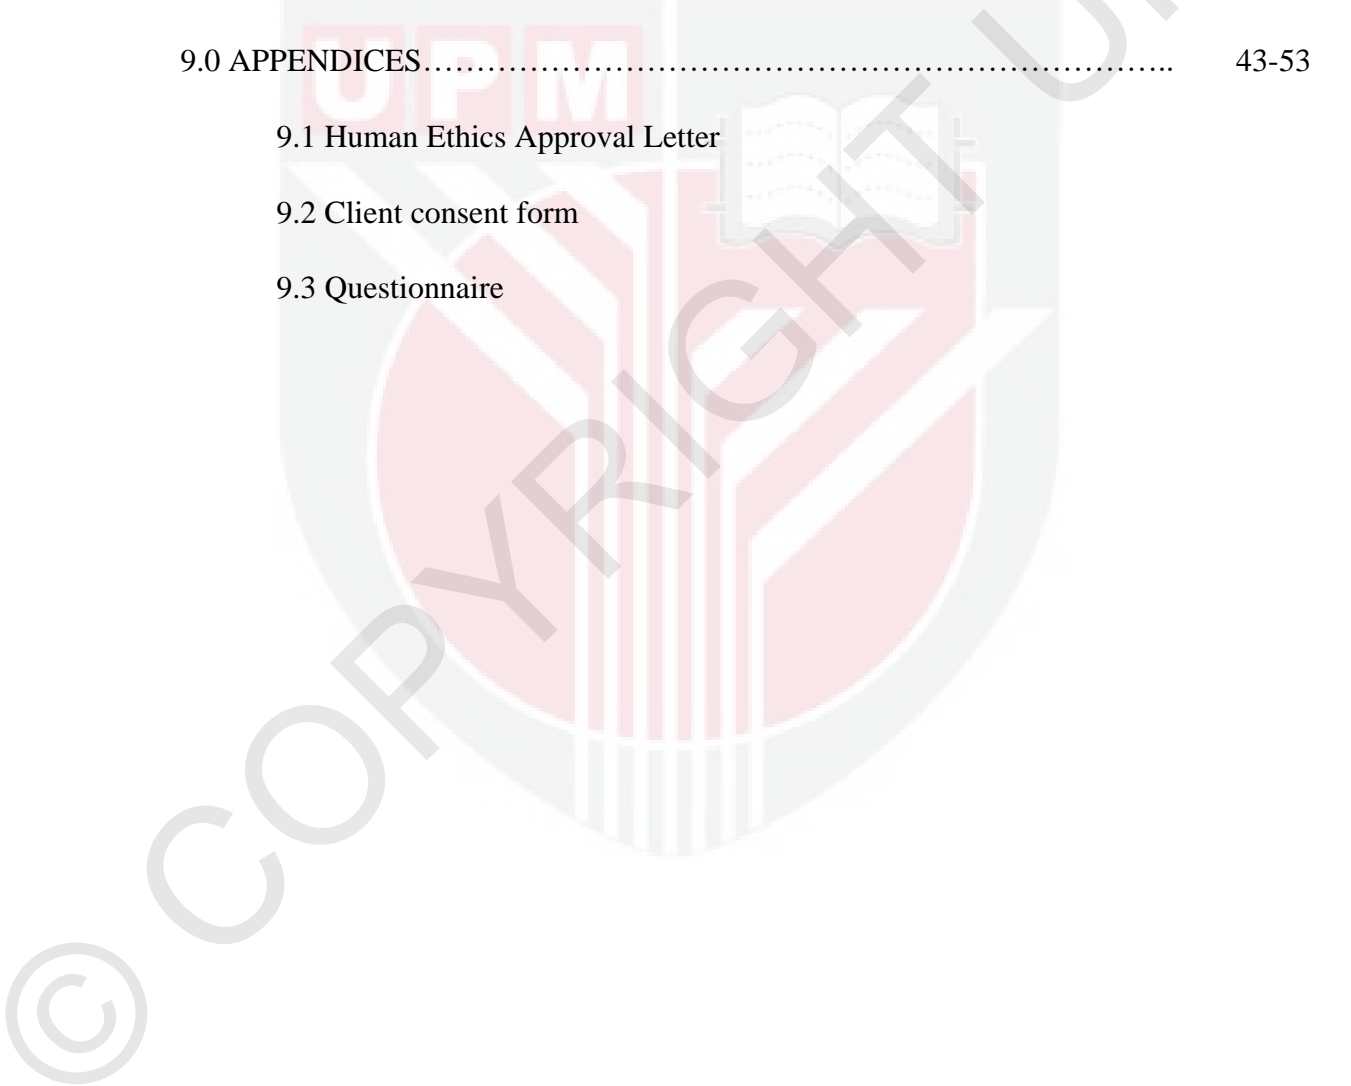 9.0 APPENDICES……………………………………………………………….. 43-53
9.1 Human Ethics Approval Letter
9.2 Client consent form
9.3 Questionnaire
UPM
© COPYRIGHT U